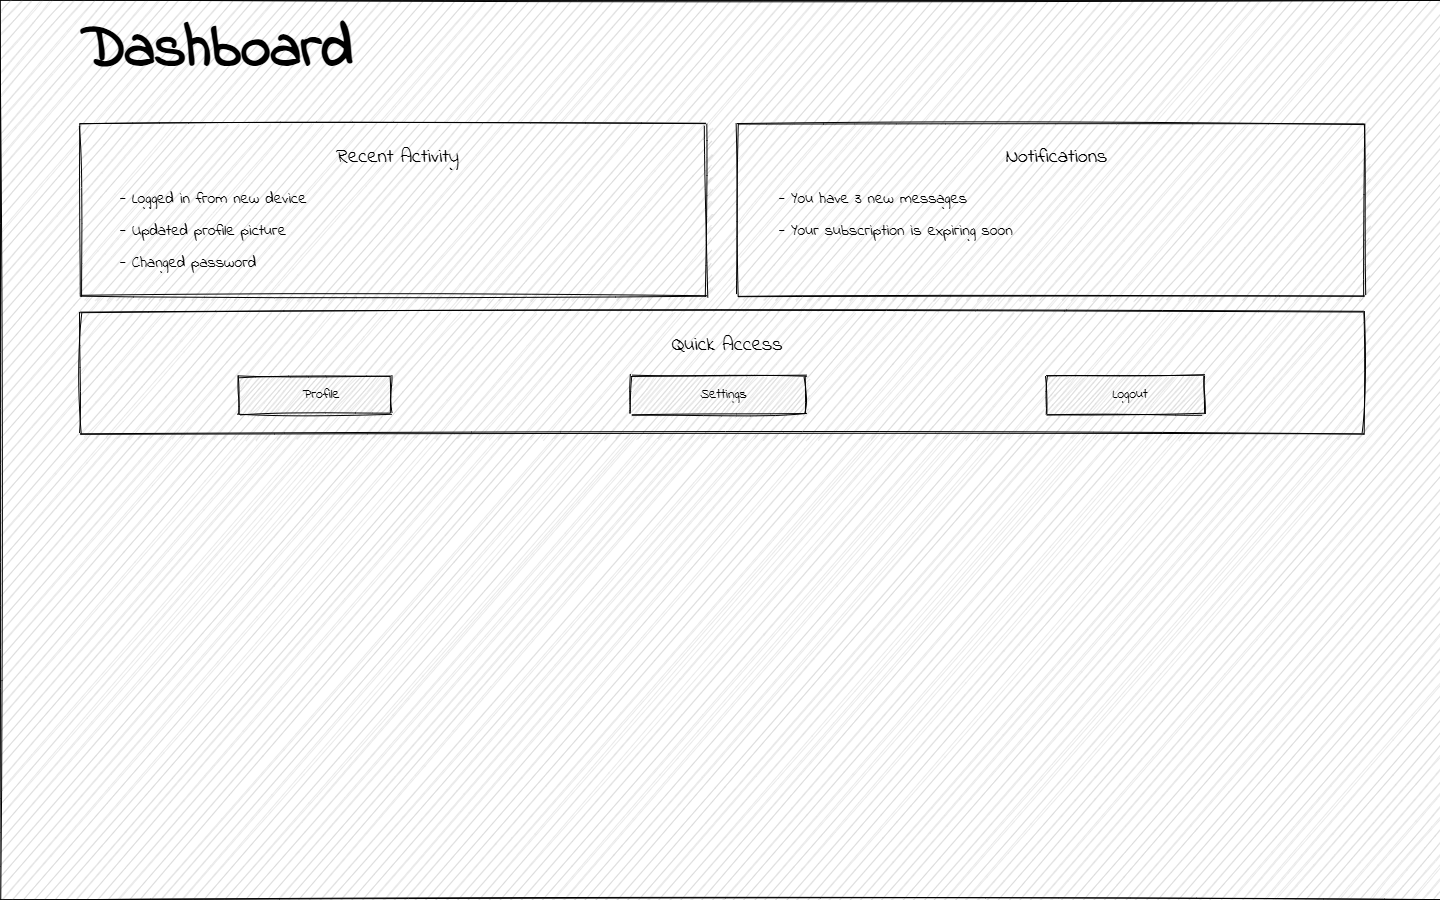 Dashboard
Recent Activity
- Logged in from new device
- Updated profile picture
- Changed password
Notifications
- You have 3 new messages
- Your subscription is expiring soon
Quick Access
Profile
Settings
Logout